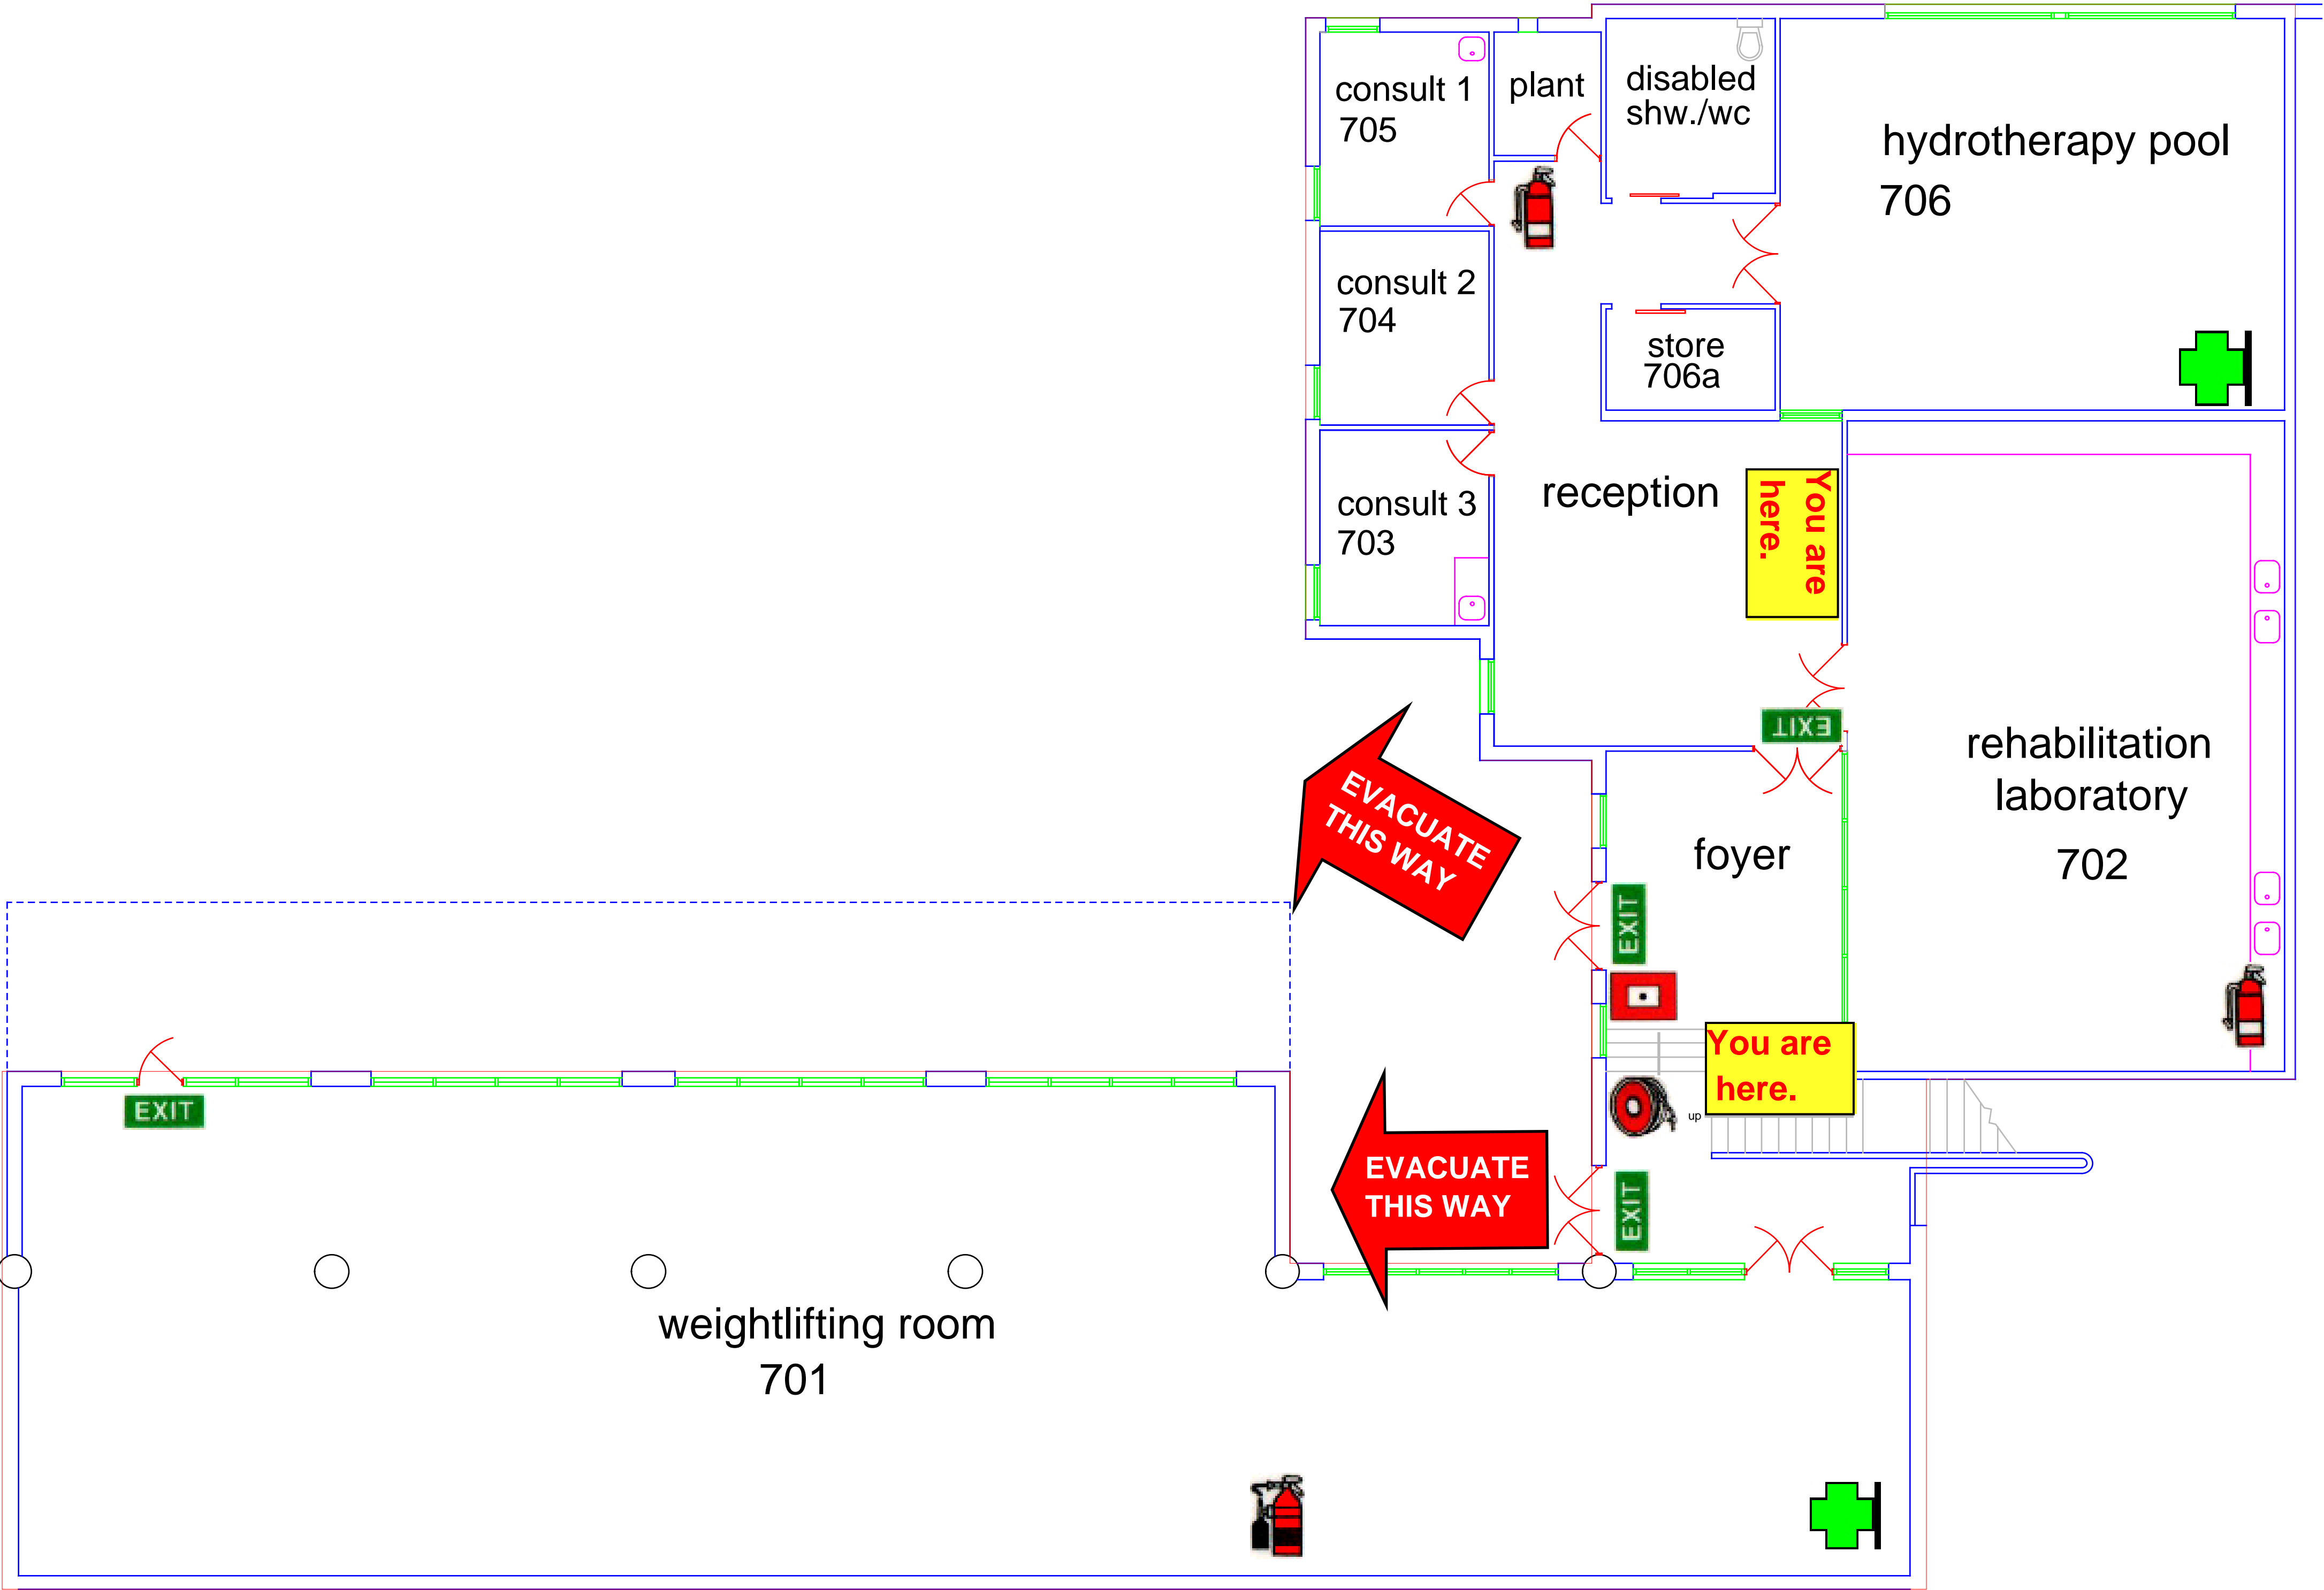 consult 1
705
plant
disabled
shw./wc
hydrotherapy pool
706
consult 2
704
store
706a
consult 3
703
reception
You are
here.
EXIT
rehabilitation
laboratory
702
EVACUATE
THIS WAY
foyer
EXIT
You are
here.
up
EXIT
EVACUATE
THIS WAY
EXIT
weightlifting room
701